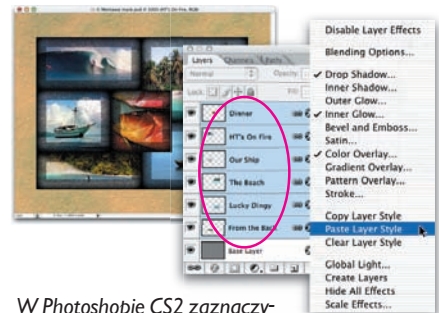 Disable Layer Effects
Blending Options...
Drop Shadow...
Inner Shadow...
Outer Glow...
Inner Glow...
Bevel and Emboss...
Satin...
Color Overlay...
Gradient Overlay...
Pattern Overlay...
Stroke...
Copy Layer Style
Paste Layer Style
Clear Layer Style
Global Light...
Create Layers
Hide All Effects
Scale Effects...
Layers Channels Paths
Normal Opacity:
Lock: Fill:
Dinner
HT's On Fire
Our Ship
The Beach
Lucky Dingy
From the Back
Base Layer
W Photoshopie CS2 zaznaczy-